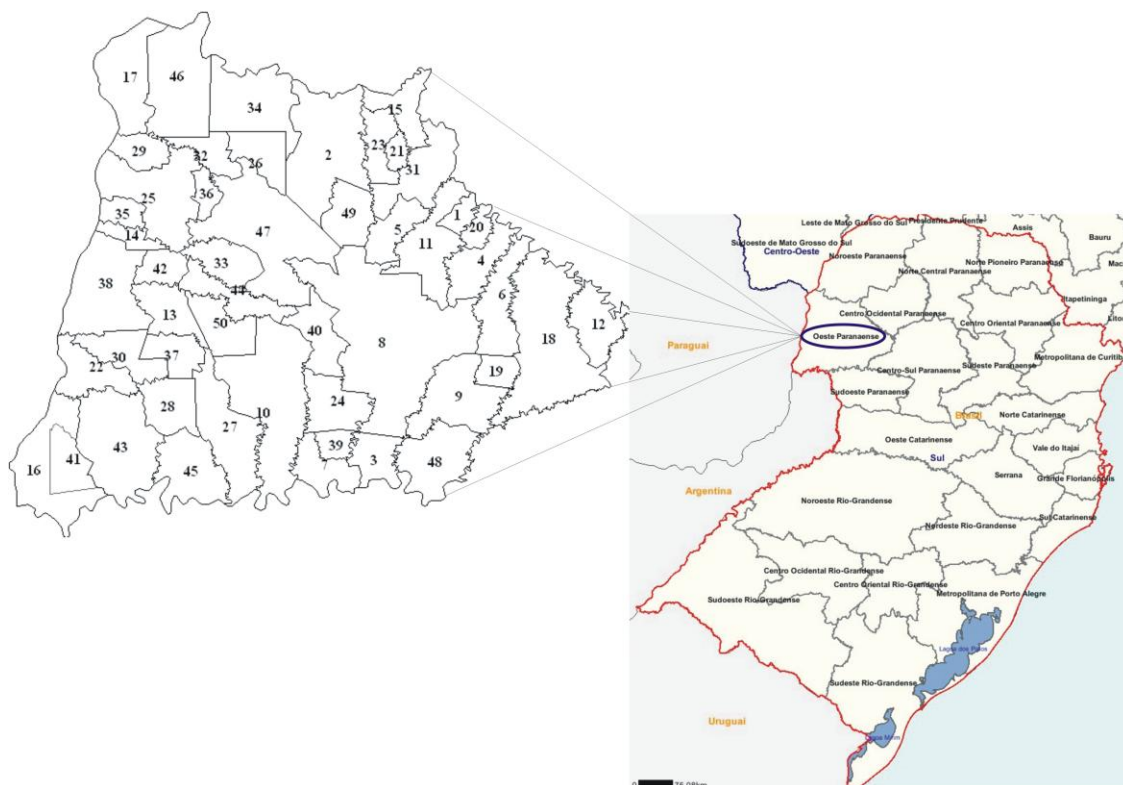 17
46
34
15
29
32
26
2
23
21
31
25
36
35
14
49
5
1
20
11
47
4
42
33
38
44
6
13
50
40
8
18
12
30
37
22
19
28
24
9
10
27
43
39
16
41
45
7
3
48
Leste de Mato Grosso do Sul
Presidente Prudente
Assis
Sudoeste de Mato Grosso do Sul
Bauru
Centro-Oeste
Noroeste Paranaense
Norte Pioneiro Paranaense
Mac
Norte Central Paranaense
Itapetininga
Centro Ocidental Paranaense
Litor
Centro Oriental Paranaense
Oeste Paranaense
Paraguai
Metropolitana de Curitiba
Centro-Sul Paranaense
Sudeste Paranaense
Sudoeste Paranaense
Brasil
Norte Catarinense
Oeste Catarinense
Vale do Itajaí
Sul
Serrana
Grande Florianópolis
Argentina
Noroeste Rio-Grandense
Sul Catarinense
Nordeste Rio-Grandense
Centro Ocidental Rio-Grandense
Centro Oriental Rio-Grandense
Metropolitana de Porto Alegre
Sudoeste Rio-Grandense
Lagoa dos Patos
Sudeste Rio-Grandense
Uruguai
Lagoa Mirim